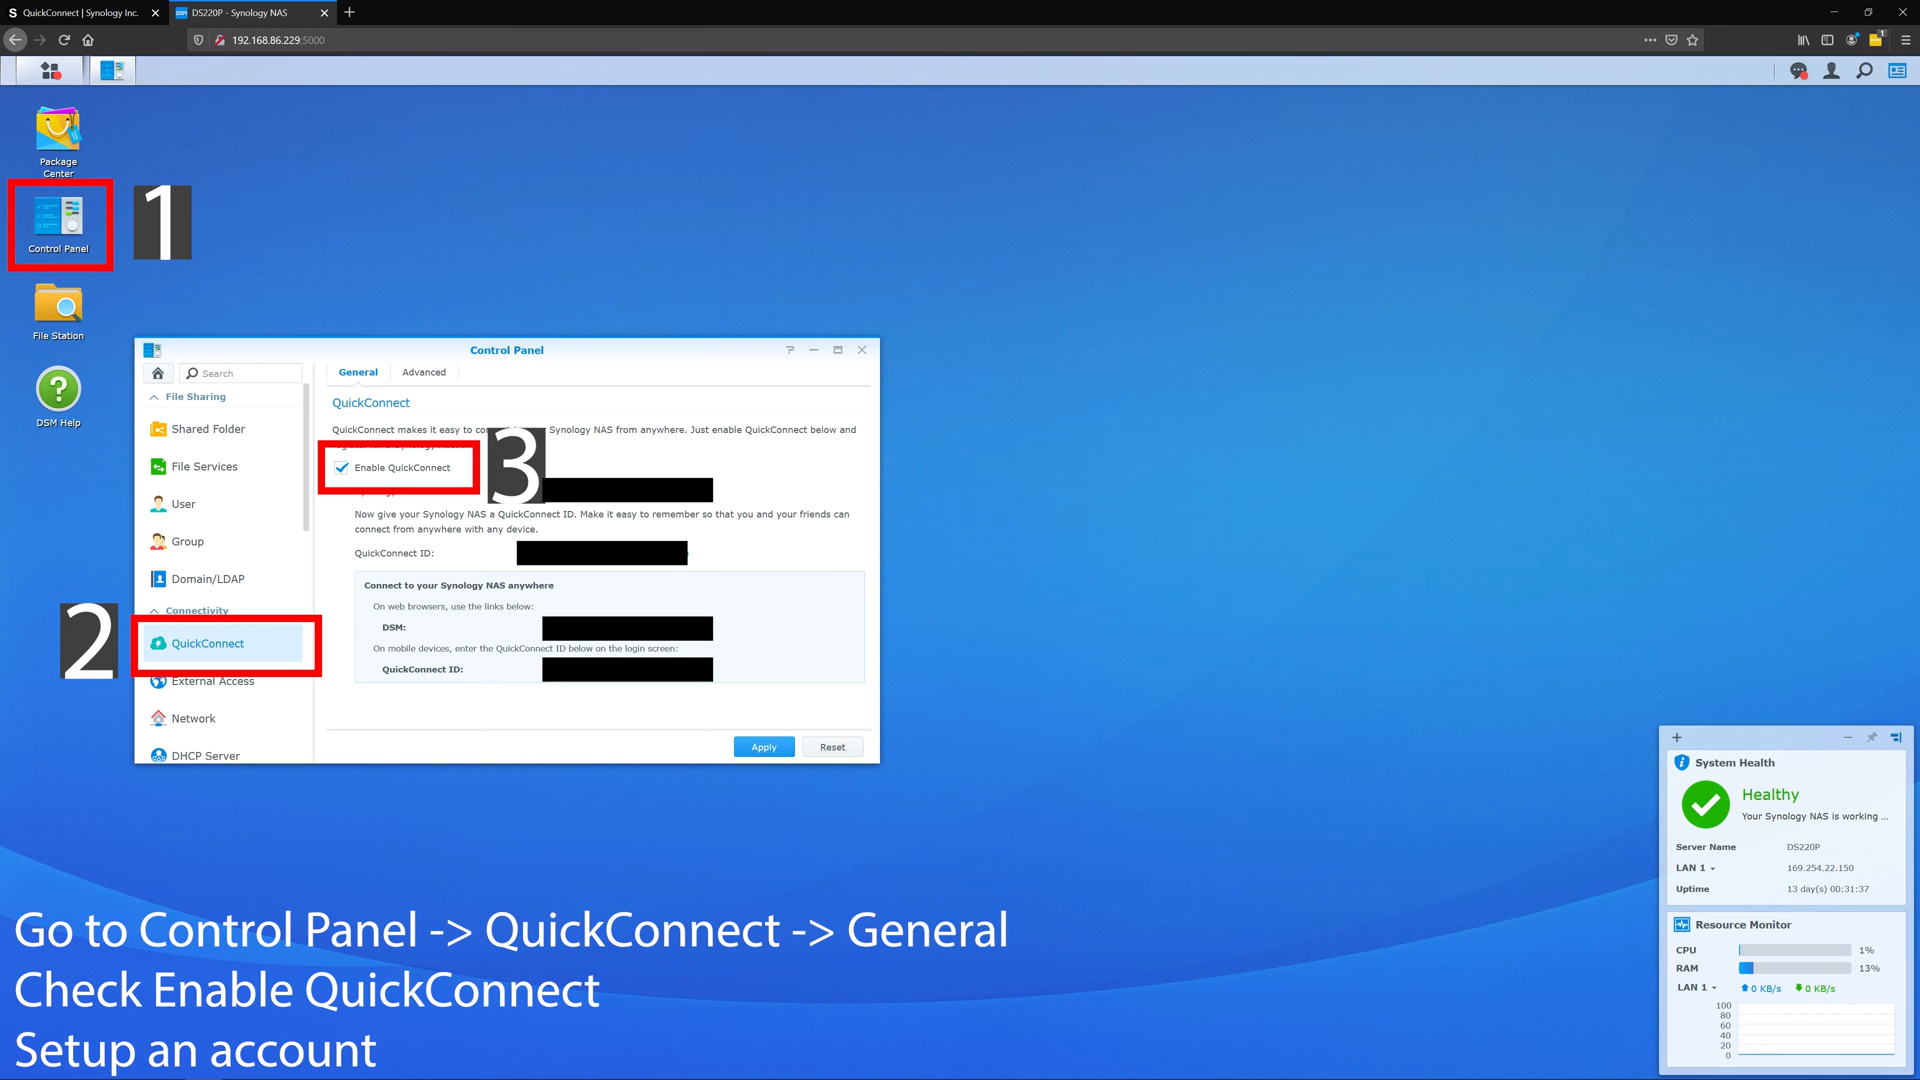 QuickConnect | Synology Inc.
DS220P - Synology NAS
192.168.86.229:5000
1
Package
Center
Control Panel
1
File Station
DSM Help
Control Panel
Search
General
Advanced
File Sharing
QuickConnect
Shared Folder
QuickConnect makes it easy to Synology NAS from anywhere. Just enable QuickConnect below and
3
File Services
Enable QuickConnect
User
Now give your Synology NAS a QuickConnect ID. Make it easy to remember so that you and your friends can
connect from anywhere with any device.
Group
QuickConnect ID:
Domain/LDAP
Connect to your Synology NAS anywhere
On web browsers, use the links below:
Connectivity
DSM:
2
QuickConnect
On mobile devices, enter the QuickConnect ID below on the login screen:
QuickConnect ID:
External Access
Network
DHCP Server
Apply
Reset
System Health
Healthy
Your Synology NAS is working ...
Server Name DS220P
LAN 1 169.254.22.150
Uptime 13 day(s) 00:31:37
Resource Monitor
CPU 1%
RAM 13%
LAN 1 0 KB/s 0 KB/s
100
80
60
40
20
0
Go to Control Panel -> QuickConnect -> General
Check Enable QuickConnect
Setup an account